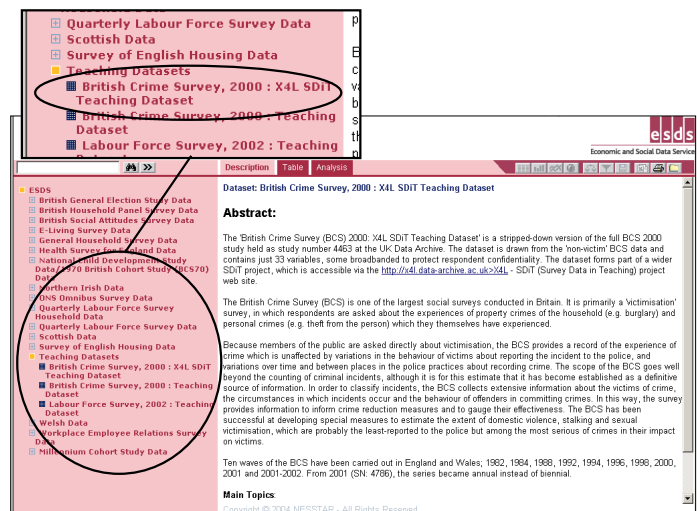 Quarterly Labour Force Survey Data
Scottish Data
Survey of English Housing Data
Teaching Datasets
British Crime Survey, 2000 : X4L SDiT
Teaching Dataset
British Crime Survey, 2000 : Teaching
Dataset
Labour Force Survey, 2002 : Teaching
esds
Economic and Social Data Service
Description Table Analysis
ESDS
British General Election Study Data
British Household Panel Survey Data
British Social Attitudes Survey Data
E-Living Survey Data
General Household Survey Data
Health Survey for England Data
National Child Development Study
Data/1970 British Cohort Study (BCS70)
Data
Northern Irish Data
ONS Omnibus Survey Data
Quarterly Labour Force Survey
Household Data
Quarterly Labour Force Survey Data
Scottish Data
Survey of English Housing Data
Teaching Datasets
British Crime Survey, 2000 : X4L SDiT
Teaching Dataset
British Crime Survey, 2000 : Teaching
Dataset
Labour Force Survey, 2002 : Teaching
Dataset
Welsh Data
Workplace Employee Relations Survey
Data
Millennium Cohort Study Data
Dataset: British Crime Survey, 2000 : X4L SDiT Teaching Dataset
Abstract:
The 'British Crime Survey (BCS) 2000: X4L SDiT Teaching Dataset' is a stripped-down version of the full BCS 2000
study held as study number 4463 at the UK Data Archive. The dataset is drawn from the 'non-victim' BCS data and
contains just 33 variables, some broadbanded to protect respondent confidentiality. The dataset forms part of a wider
SDiT project, which is accessible via the http://x4l.data-archive.ac.uk>X4L - SDiT (Survey Data in Teaching) project
web site.
The British Crime Survey (BCS) is one of the largest social surveys conducted in Britain. It is primarily a 'victimisation'
survey, in which respondents are asked about the experiences of property crimes of the household (e.g. burglary) and
personal crimes (e.g. theft from the person) which they themselves have experienced.
Because members of the public are asked directly about victimisation, the BCS provides a record of the experience of
crime which is unaffected by variations in the behaviour of victims about reporting the incident to the police, and
variations over time and between places in the police practices about recording crime. The scope of the BCS goes well
beyond the counting of criminal incidents, although it is for this estimate that it has become established as a definitive
source of information. In order to classify incidents, the BCS collects extensive information about the victims of crime,
the circumstances in which incidents occur and the behaviour of offenders in committing crimes. In this way, the survey
provides information to inform crime reduction measures and to gauge their effectiveness. The BCS has been
successful at developing special measures to estimate the extent of domestic violence, stalking and sexual
victimisation, which are probably the least-reported to the police but among the most serious of crimes in their impact
on victims.
Ten waves of the BCS have been carried out in England and Wales; 1982, 1984, 1988, 1992, 1994, 1996, 1998, 2000,
2001 and 2001-2002. From 2001 (SN: 4786), the series became annual instead of biennial.
Main Topics:
Copyright © 2004 NESSTAR - All Rights Reserved